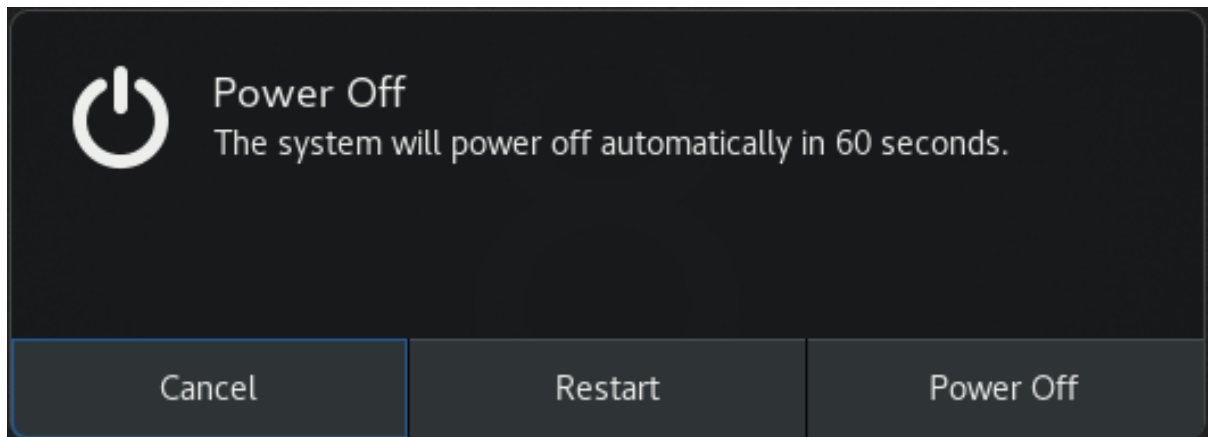 Power Off
The system will power off automatically in 60 seconds.
Cancel
Restart
Power Off